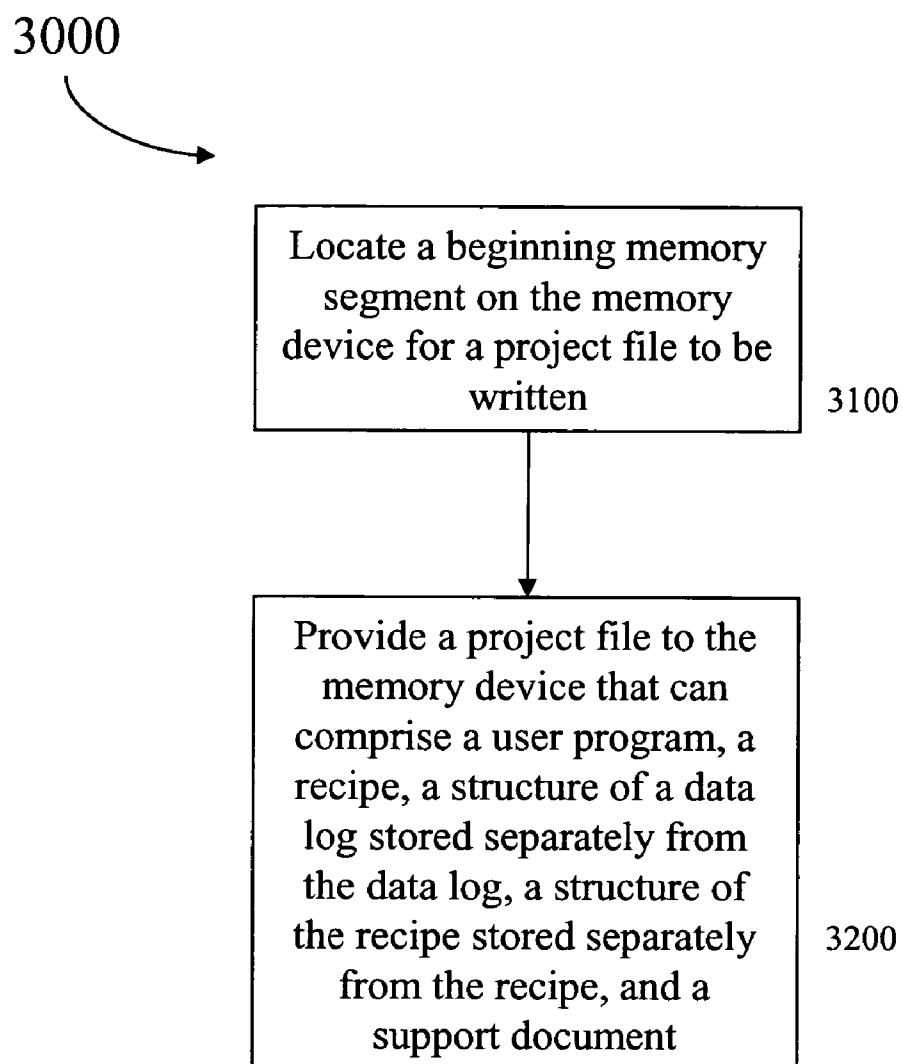 3000
Locate a beginning memory
segment on the memory
device for a project file to be
written
3100
Provide a project file to the
memory device that can
comprise a user program, a
recipe, a structure of a data
log stored separately from
the data log, a structure of
the recipe stored separately
from the recipe, and a
support document
3200